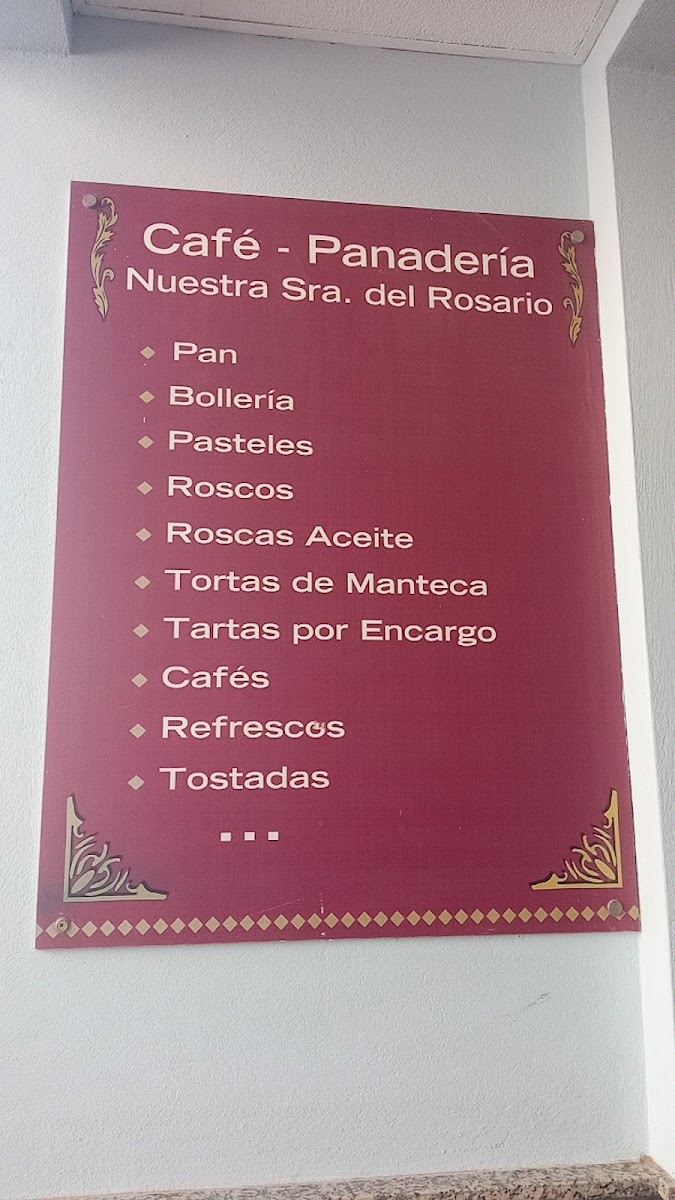 Café - Panadería
Nuestra Sra. del Rosario
Pan
Bollería
Pasteles
Roscos
Roscas Aceite
Tortas de Manteca
Tartas por Encargo
Cafés
Refrescos
Tostadas
...